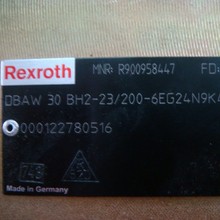 Rexroth
MNR: R900958447
FD:
DBAW 30 BH2-23/200-6EG24N9K4
000122780516
Made in Germany